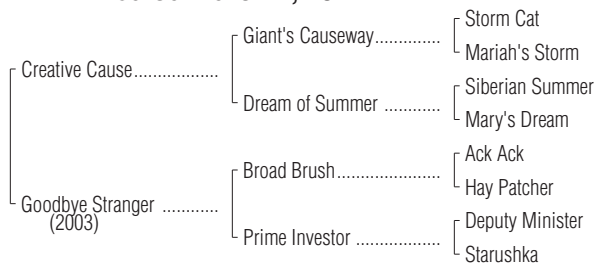 Storm Cat
Giant's Causeway..............
Mariah's Storm
Creative Cause..................
Siberian Summer
Dream of Summer ............
Mary's Dream
Ack Ack
Broad Brush......................
Hay Patcher
Goodbye Stranger ............
(2003)
Deputy Minister
Prime Investor ..................
Starushka